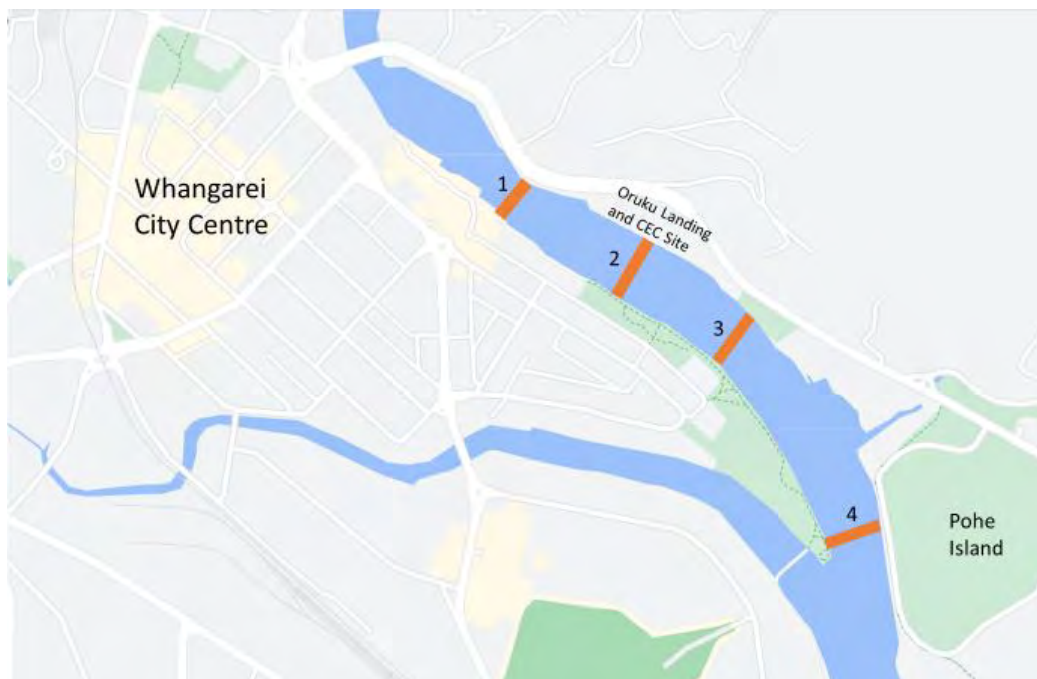 Whangarei
City Centre
1
Oruku Landing
and CEC Site
2
3
4
Pohe
Island